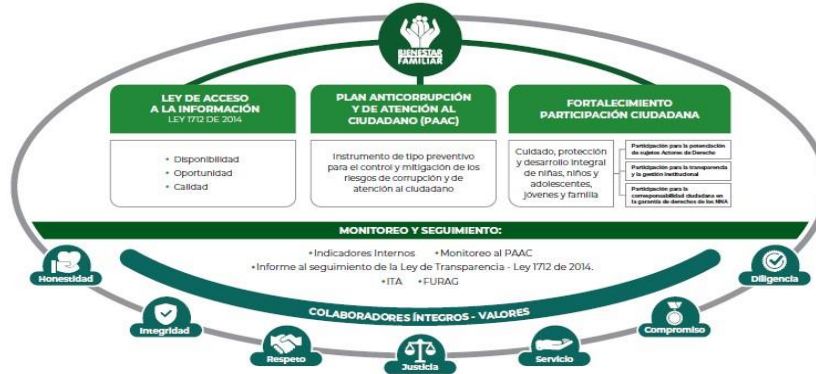 BIENESTAR
FAMILIAR
LEY DE ACCESO
A LA INFORMACIÓN
LEY 1712 DE 2014
• Disponibilidad
• Oportunidad
• Calidad
PLAN ANTICORRUPCIÓN
Y DE ATENCIÓN AL
CIUDADANO (PAAC)
Instrumento de tipo preventivo
para el control y mitigación de los
riesgos de corrupción y de
atención al ciudadano
FORTALECIMIENTO
PARTICIPACIÓN CIUDADANA
Cuidado, protección
y desarrollo integral
de niñas, niños y
adolescentes,
jóvenes y familia
Participación para la potenciación
de sujetos Actores de Derecho
Participación para la transparencia
y la gestión institucional
Participación para la
corresponsabilidad ciudadana en
la garantía de derechos de los NNA
MONITOREO Y SEGUIMIENTO:
•Indicadores Internos •Monitoreo al PAAC
•Informe al seguimiento de la Ley de Transparencia - Ley 1712 de 2014.
•ITA •FURAG
COLABORADORES ÍNTEGROS - VALORES
Honestidad
Integridad
Respeto
Justicia
Servicio
Compromiso
Diligencia